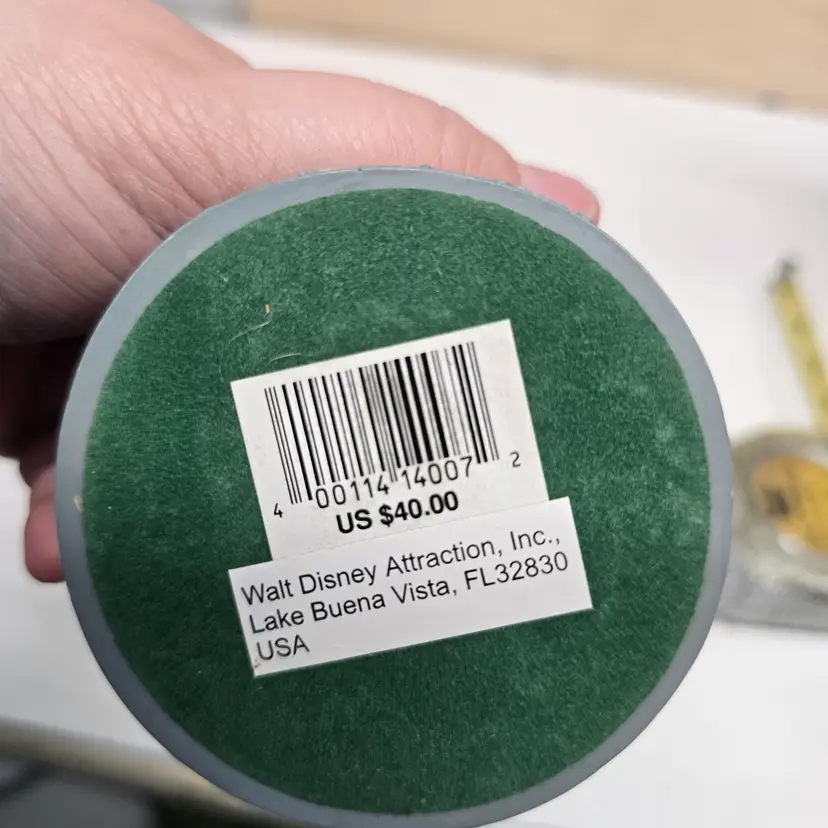 4 00114 14007 2
US $40.00
Walt Disney Attraction, Inc.,
Lake Buena Vista, FL32830
USA